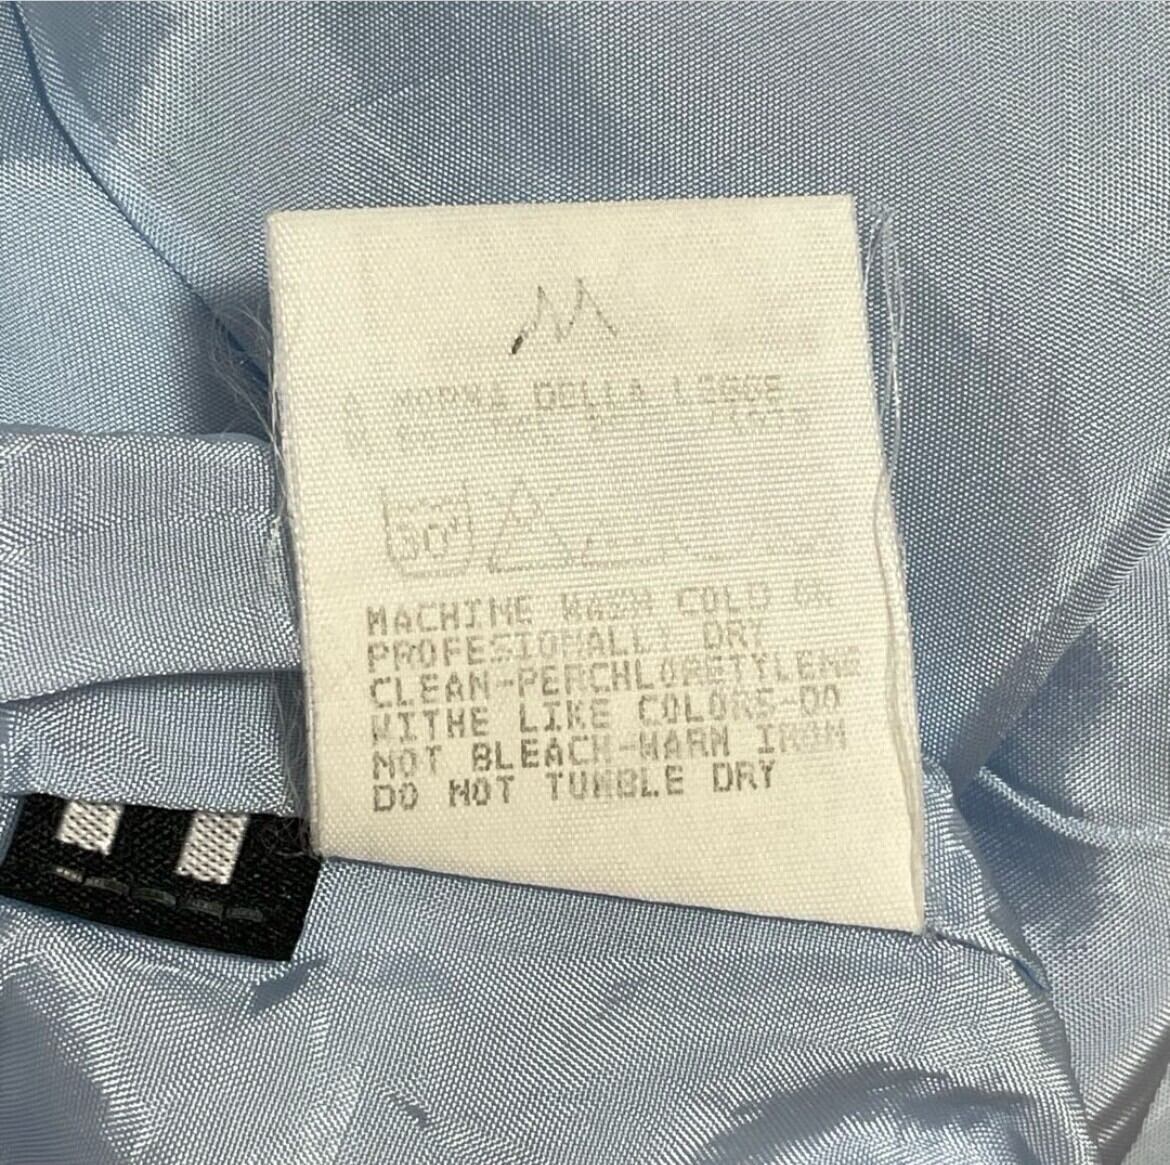 A NORMA DELLA LEGGE
30°
MACHINE WASH COLD OR
PROFESIONALLY DRY
CLEAN-PERCHLORETYLENE
WITHE LIKE COLORS-DO
NOT BLEACH-WARM IRON
DO NOT TUMBLE DRY